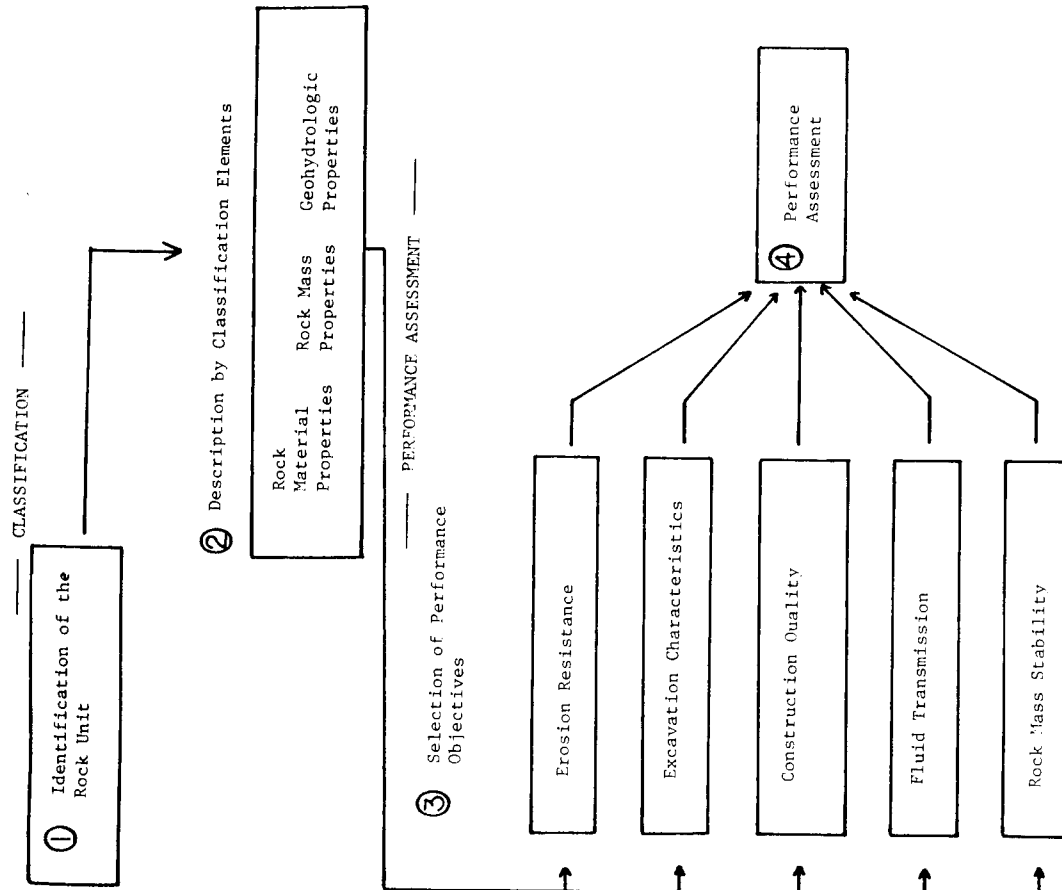 CLASSIFICATION
① Identification of the
Rock Unit
② Description by Classification Elements
Rock
Material Rock Mass Geohydrologic
Properties Properties Properties
PERFORMANCE ASSESSMENT
③ Selection of Performance
Objectives
Erosion Resistance
Excavation Characteristics
Construction Quality
Fluid Transmission
Rock Mass Stability
④ Performance
Assessment